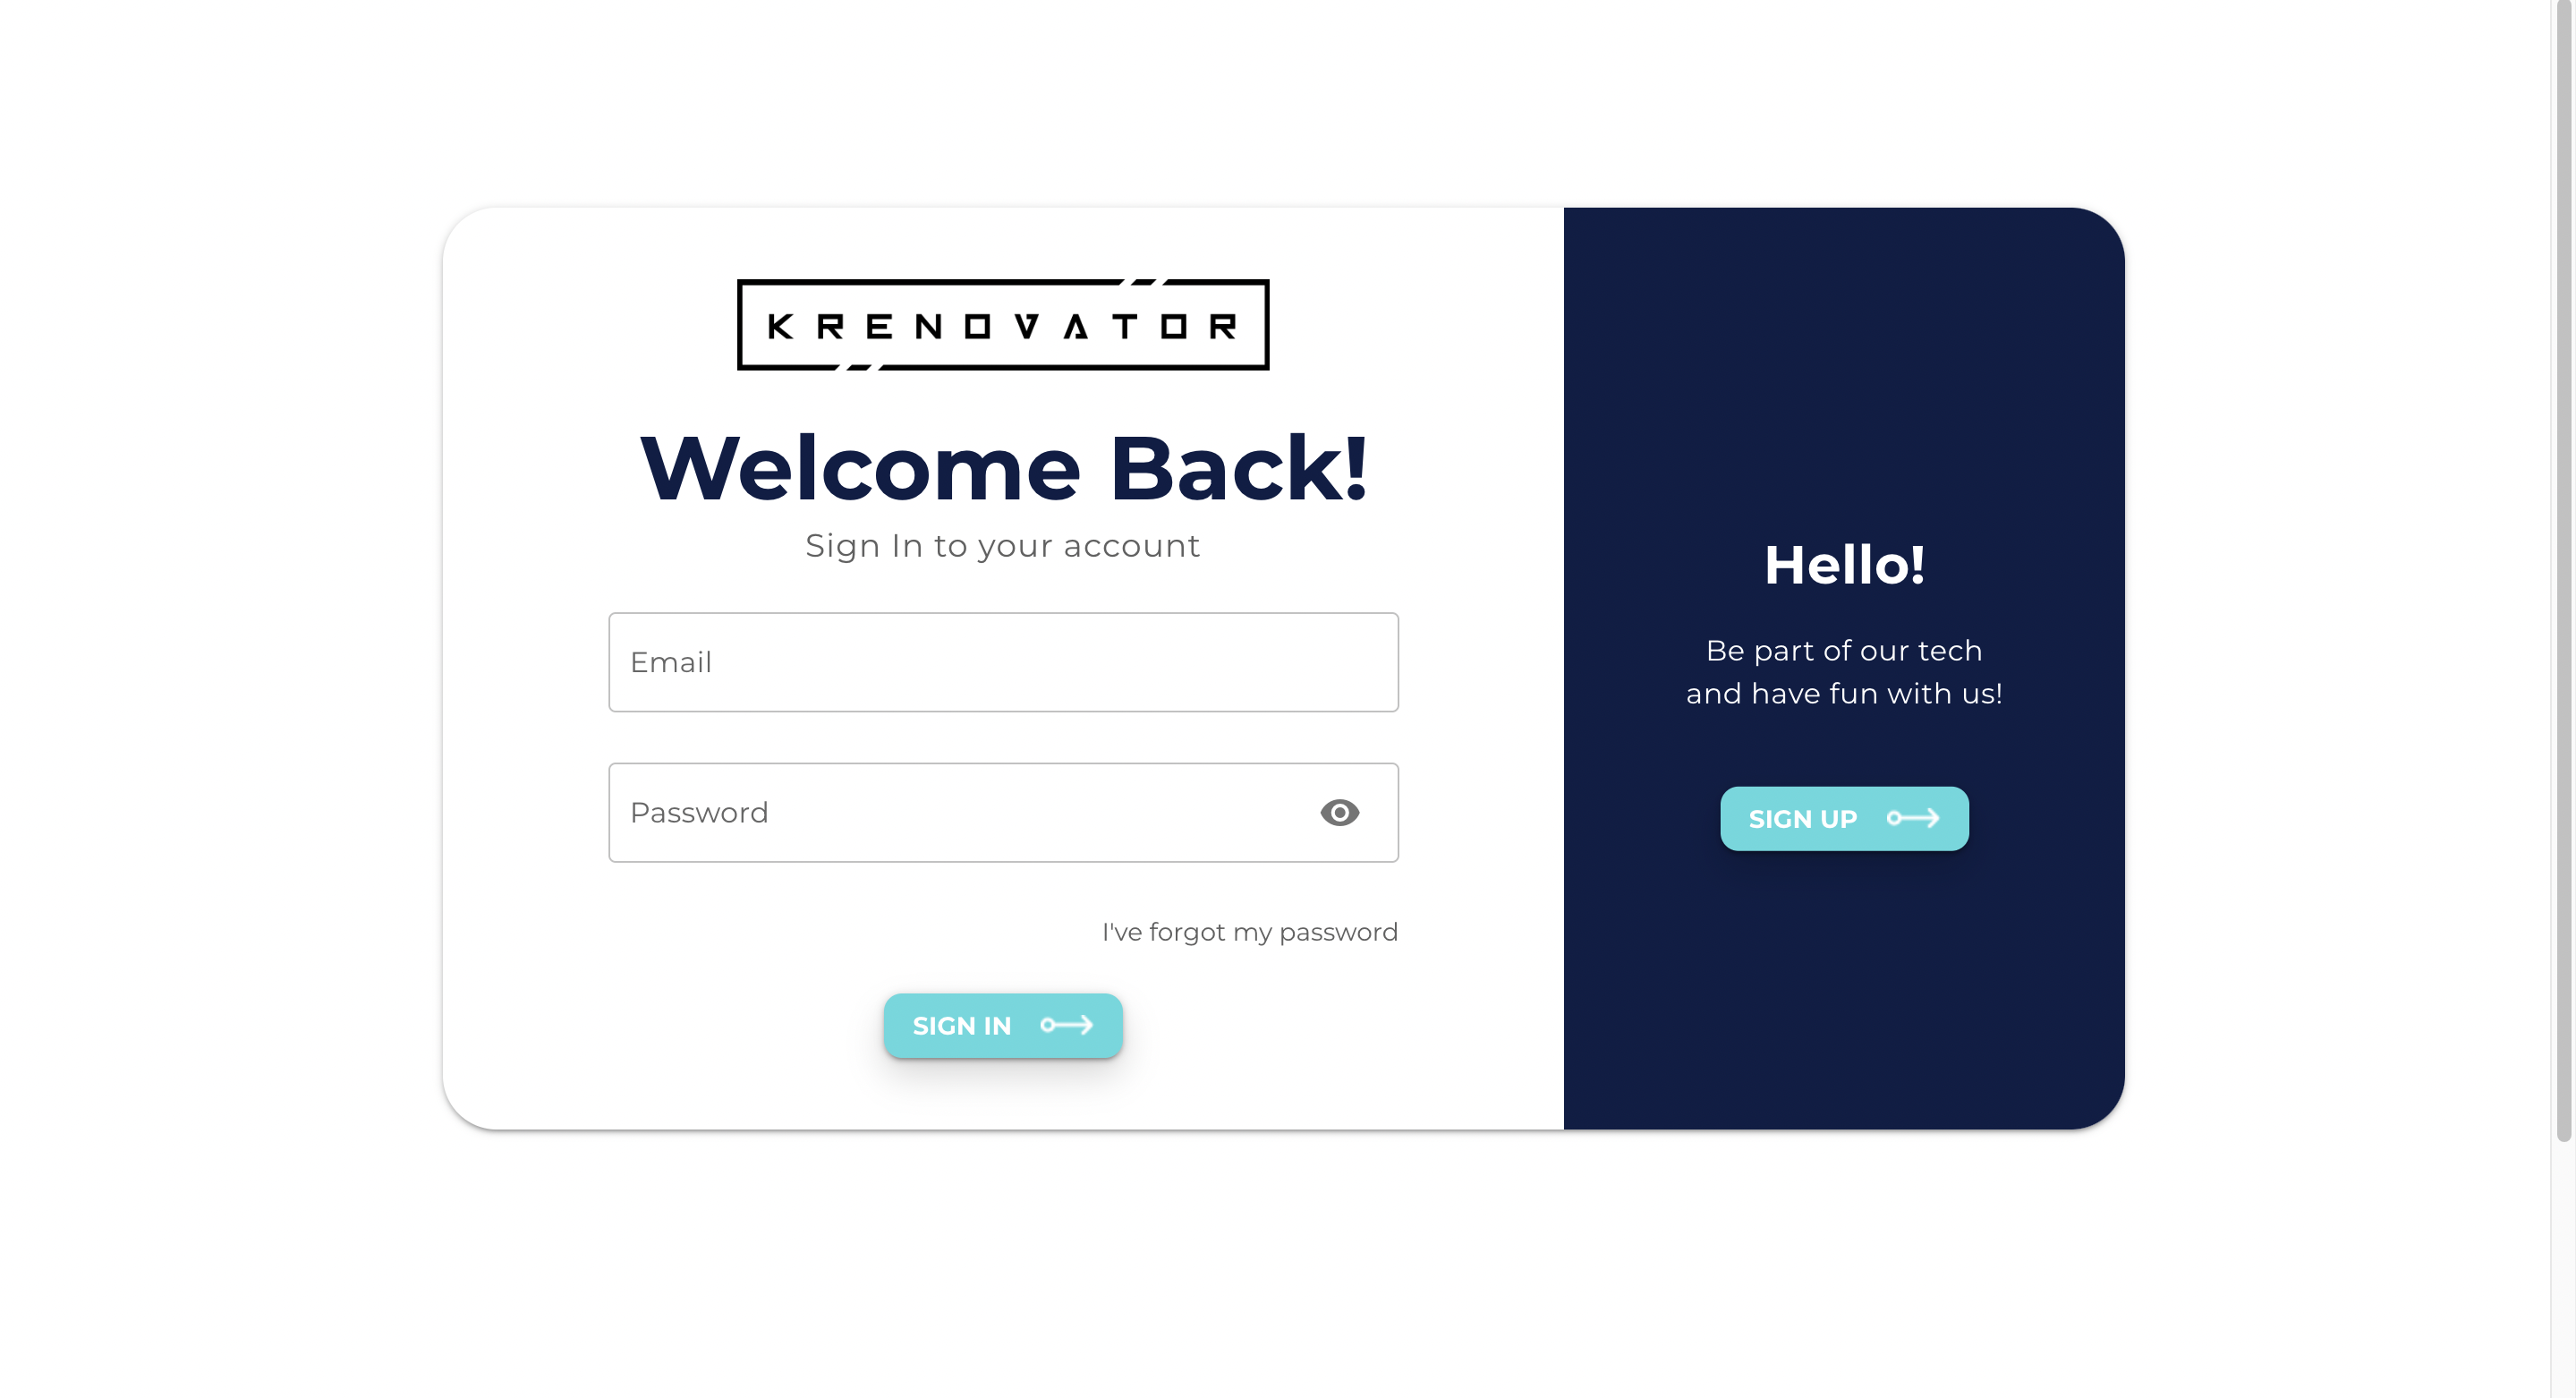 KRENOVATOR
Welcome Back!
Sign In to your account
Email
Password
I've forgot my password
SIGN IN
Hello!
Be part of our tech
and have fun with us!
SIGN UP